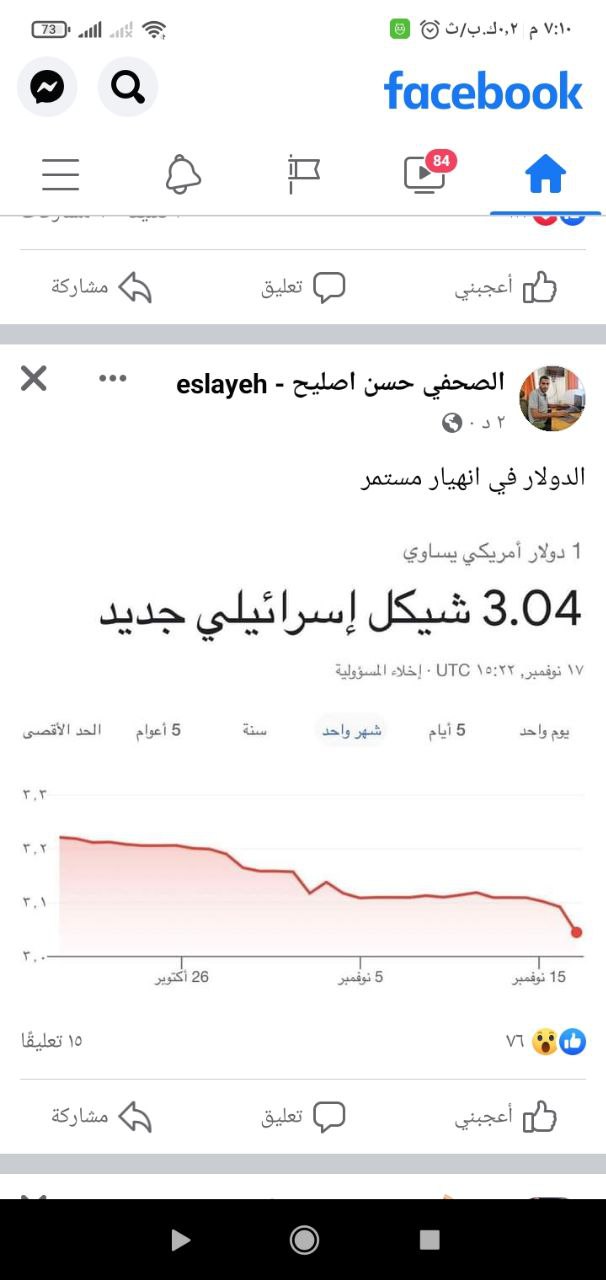 ٧:١٠ م | ٠,٢ك.ب/ث
73
facebook
84
أعجبني
تعليق
مشاركة
الصحفي حسن اصليح - eslayeh
٢ د ·
الدولار في انهيار مستمر
1 دولار أمريكي يساوي
3.04 شيكل إسرائيلي جديد
١٧ نوفمبر, ١٥:٢٢ UTC · إخلاء المسؤولية
يوم واحد
5 أيام
شهر واحد
سنة
5 أعوام
الحد الأقصى
٣,٣
٣,٢
٣,١
٣,٠
26 أكتوبر
5 نوفمبر
15 نوفمبر
٧٦
١٥ تعليقًا
أعجبني
تعليق
مشاركة